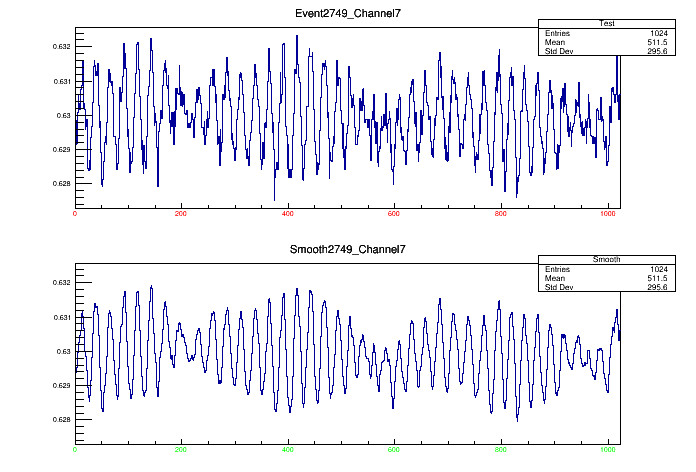 Event2749_Channel7
Test
Entries 1024
Mean 511.5
Std Dev 295.6
0.632
0.631
0.63
0.629
0.628
0 200 400 600 800 1000
Smooth2749_Channel7
Smooth
Entries 1024
Mean 511.5
Std Dev 295.6
0.632
0.631
0.63
0.629
0.628
0 200 400 600 800 1000